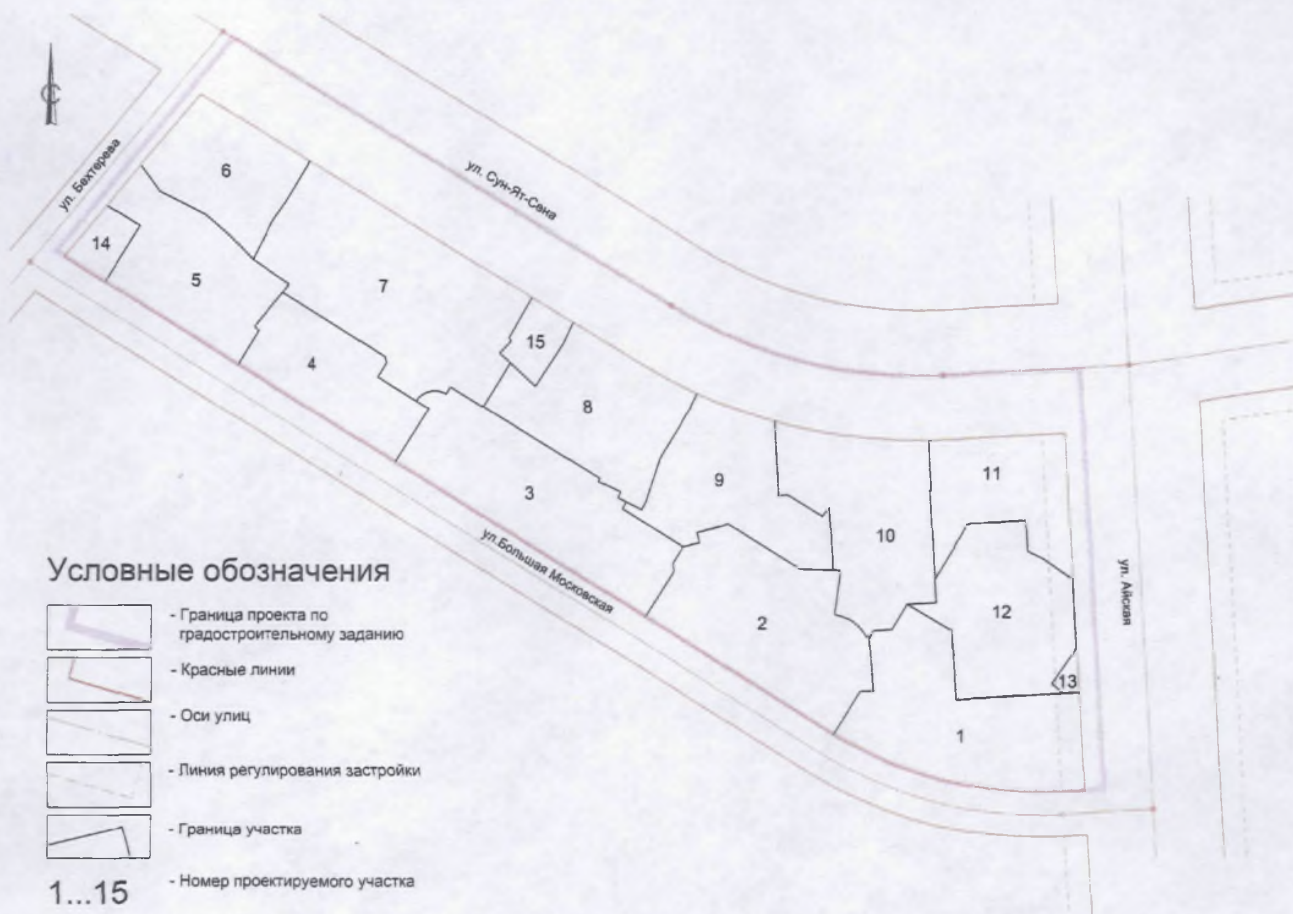 С
ул. Бехтерева
ул. Сун-Ят-Сена
6
14
5
7
4
15
8
3
9
10
11
12
2
13
1
ул.Большая Московская
ул. Айская
Условные обозначения
- Граница проекта по
градостроительному заданию
- Красные линии
- Оси улиц
- Линия регулирования застройки
- Граница участка
1...15 - Номер проектируемого участка